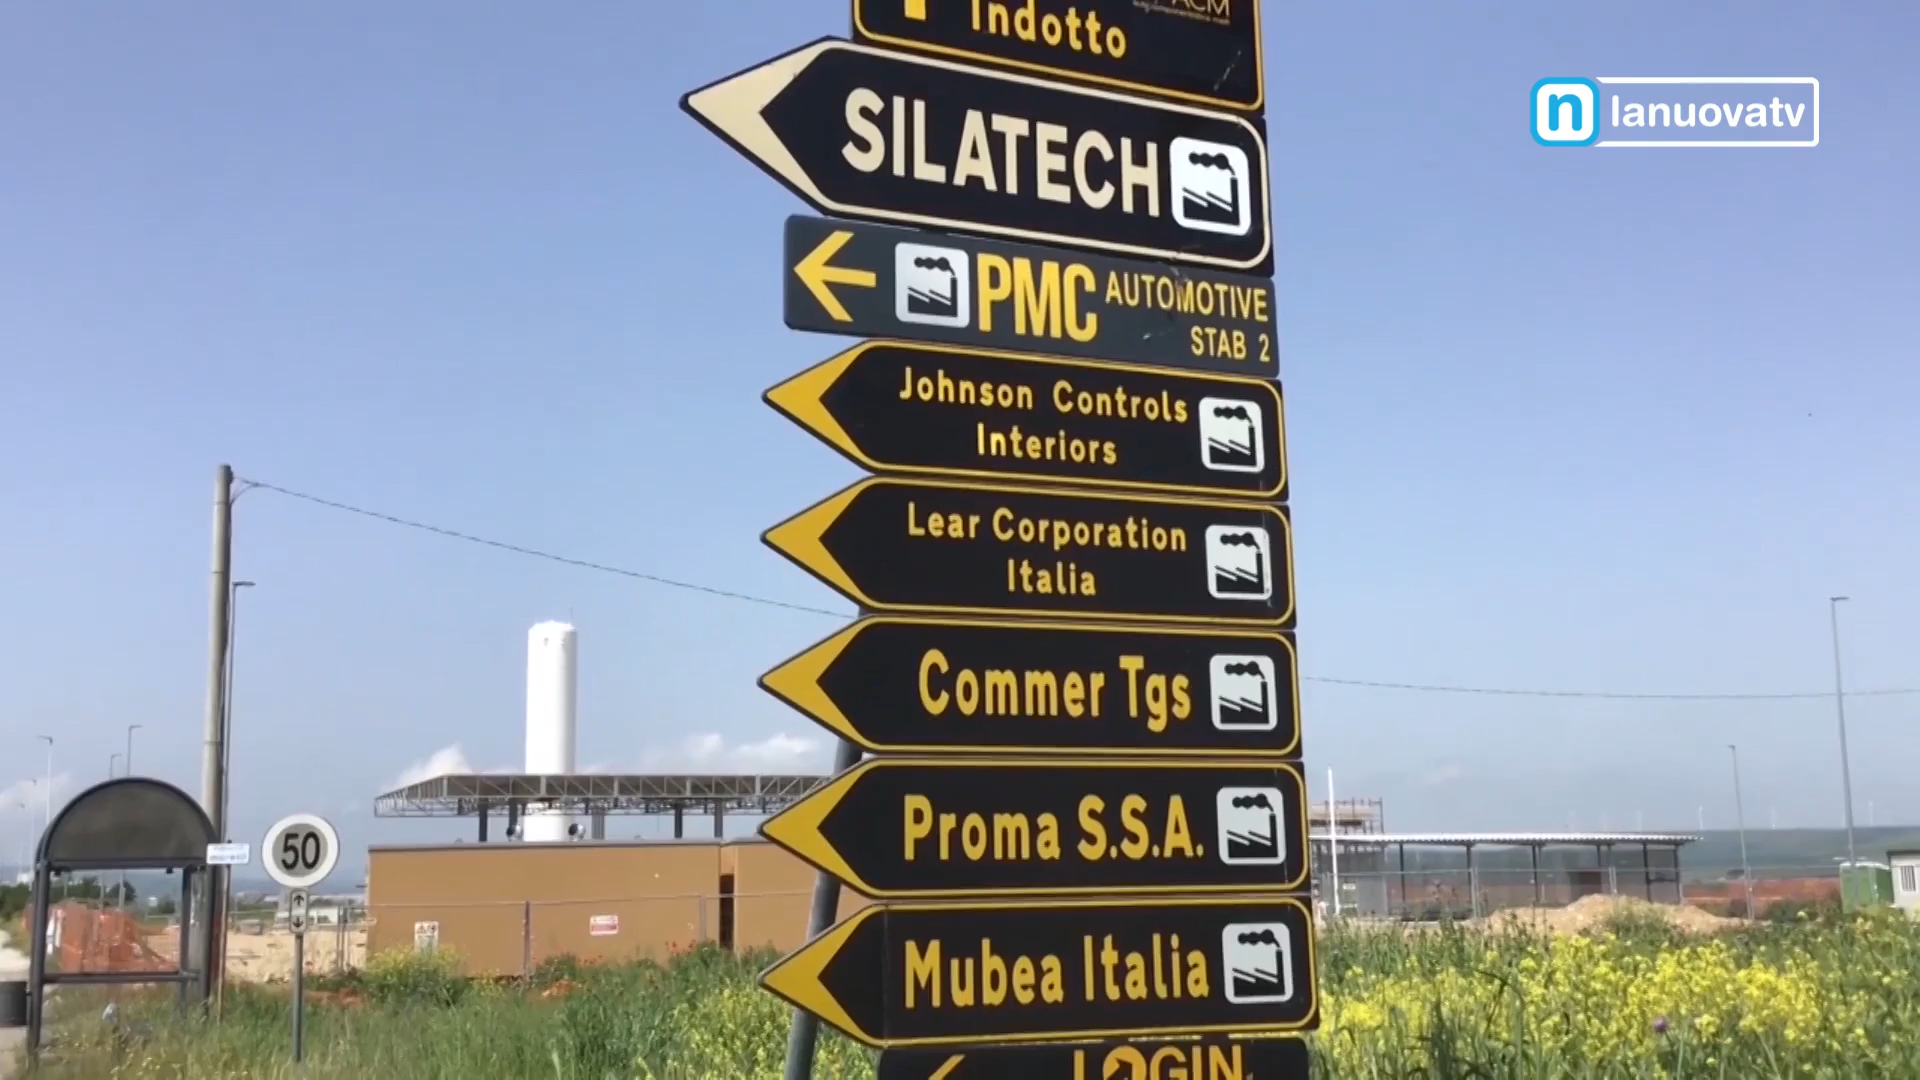 ACM
Indotto
SILATECH
PMC AUTOMOTIVE
STAB 2
Johnson Controls
Interiors
Lear Corporation
Italia
Commer Tgs
Proma S.S.A.
Mubea Italia
LOGIN
50
n lanuovatv